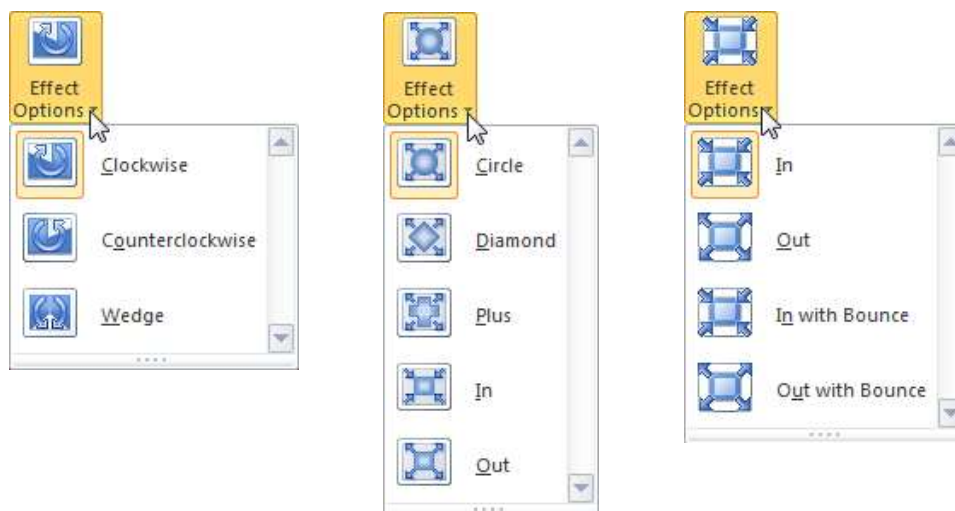 Effect
Options
Clockwise
Counterclockwise
Wedge
Effect
Options
Circle
Diamond
Plus
In
Out
Effect
Options
In
Out
In with Bounce
Out with Bounce